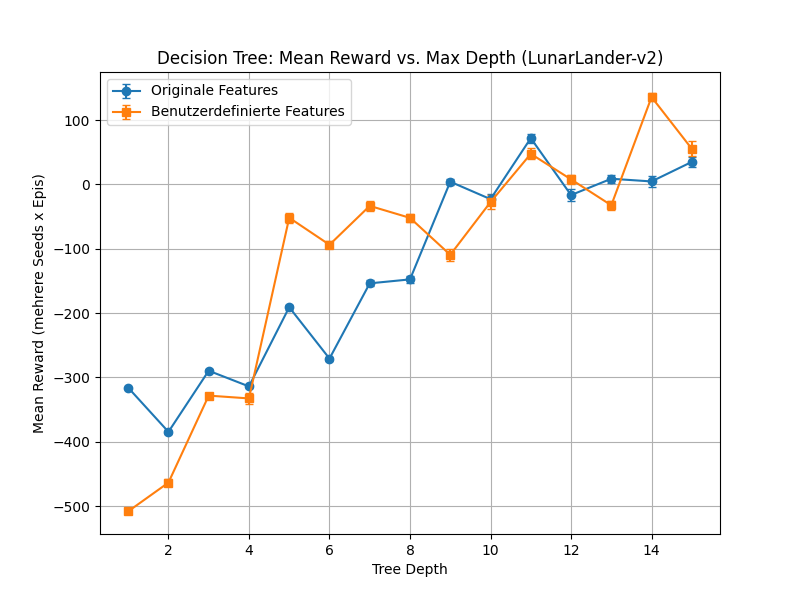 Decision Tree: Mean Reward vs. Max Depth (LunarLander-v2)
Originale Features
Benutzerdefinierte Features
Mean Reward (mehrere Seeds x Epis)
100
0
−100
−200
−300
−400
−500
2
4
6
8
10
12
14
Tree Depth